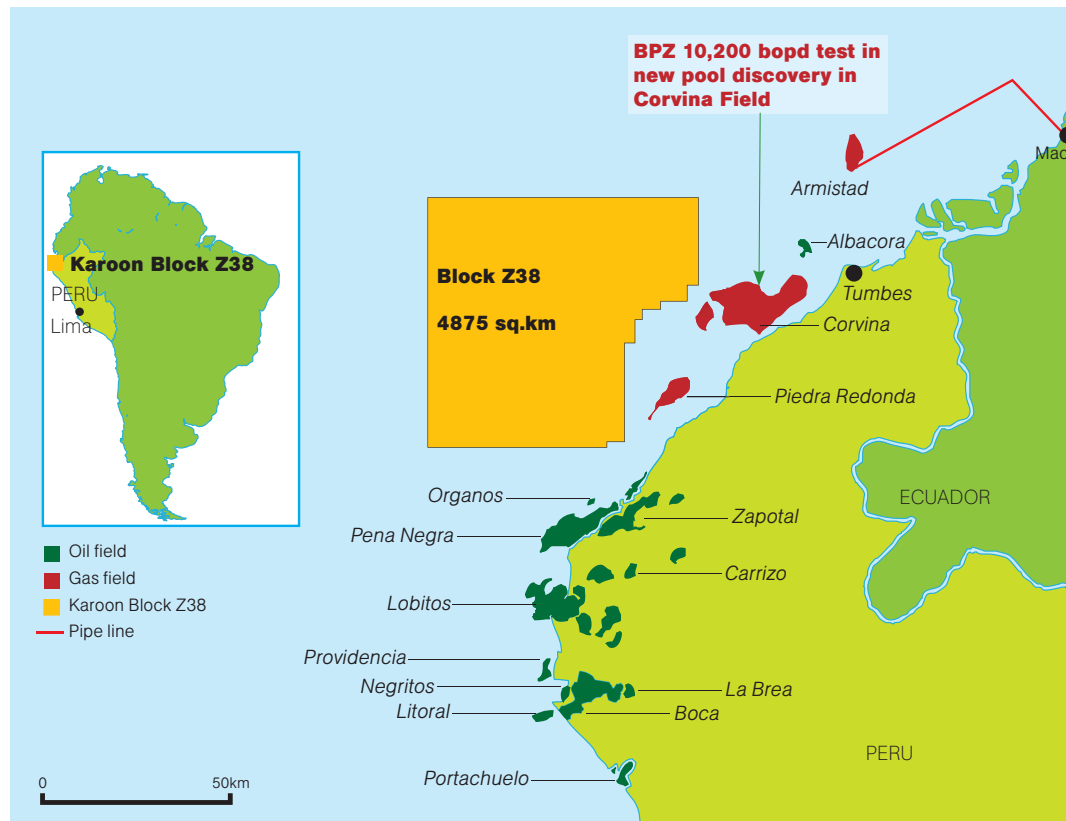 BPZ 10,200 bopd test in
new pool discovery in
Corvina Field
Mac
Armistad
Albacora
Tumbes
Corvina
Block Z38
4875 sq.km
Karoon Block Z38
PERU
Lima
Piedra Redonda
ECUADOR
Organos
Zapotal
Pena Negra
Carrizo
Lobitos
Oil field
Gas field
Karoon Block Z38
Pipe line
Providencia
Negritos
La Brea
Litoral
Boca
PERU
Portachuelo
0 50km